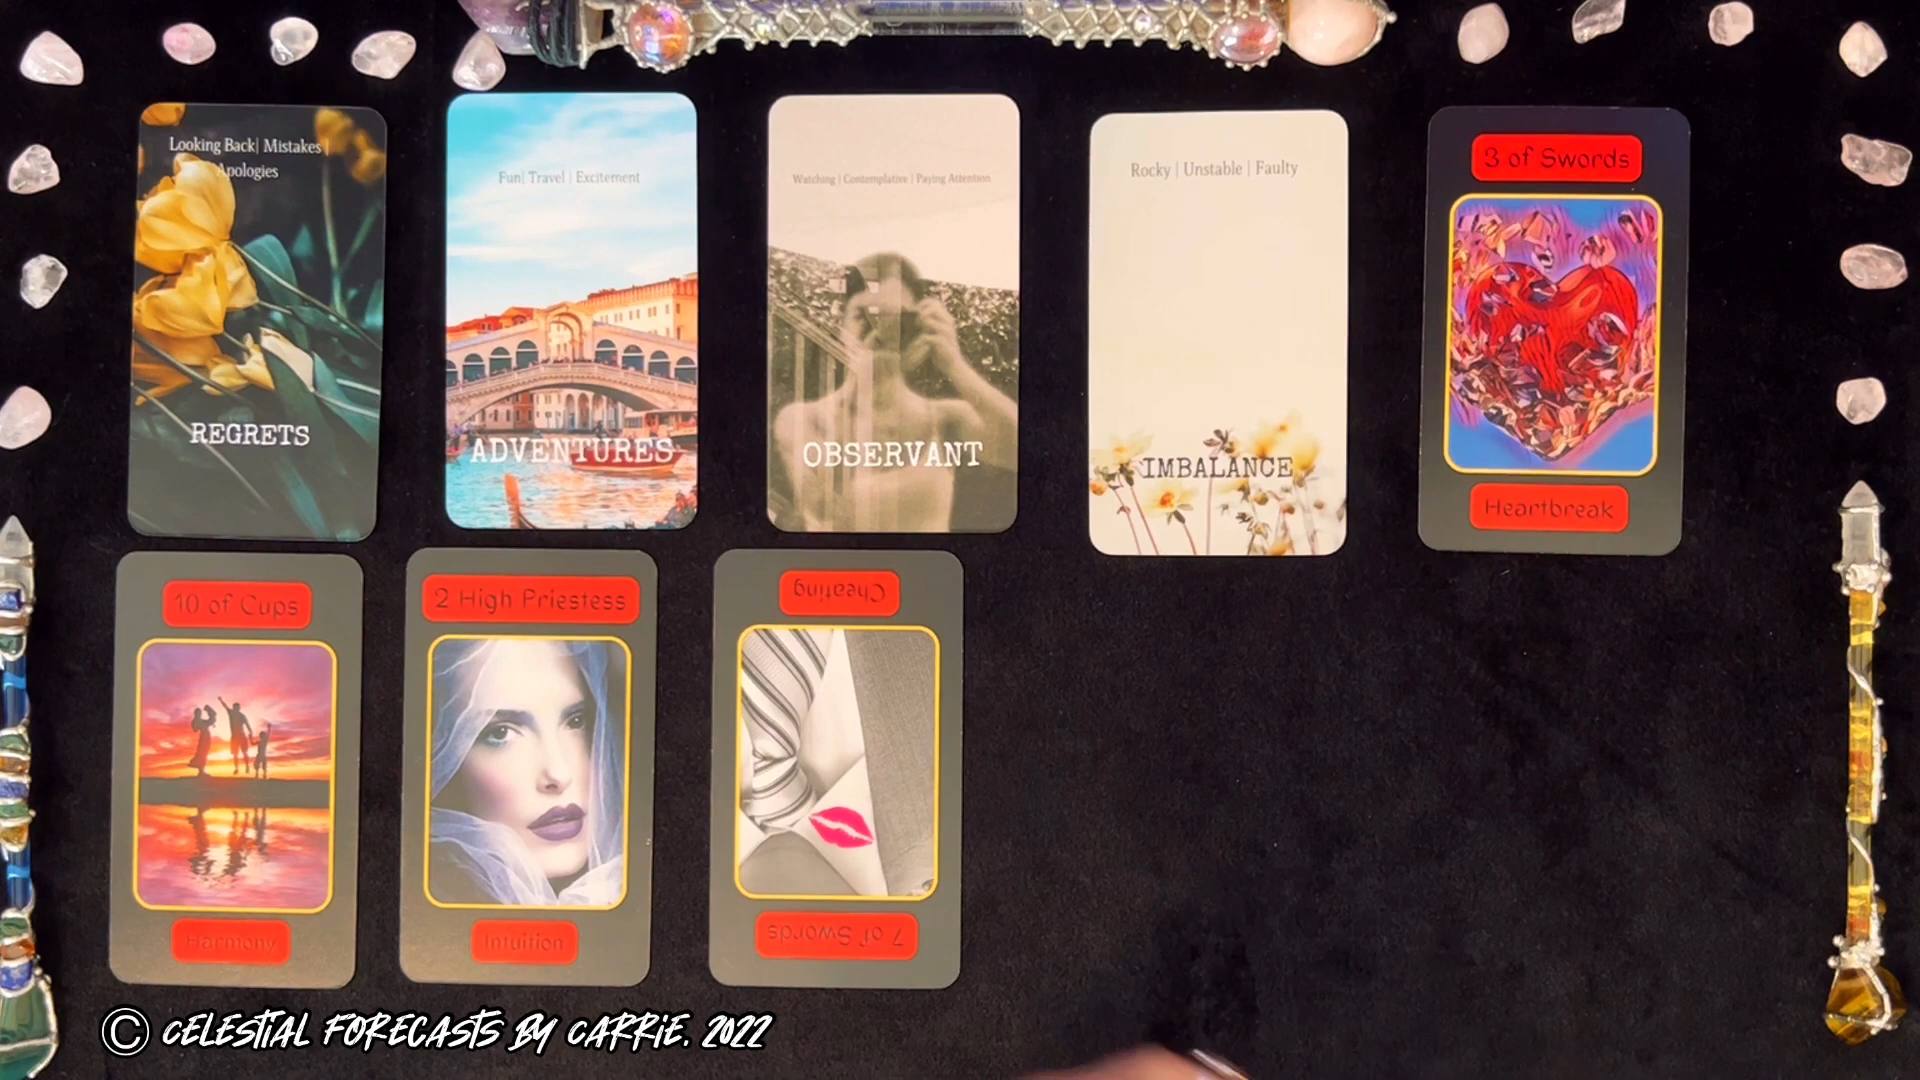 Looking Back| Mistakes |
Apologies
REGRETS
Fun| Travel | Excitement
ADVENTURES
Watching | Contemplative | Paying Attention
OBSERVANT
Rocky | Unstable | Faulty
IMBALANCE
3 of Swords
Heartbreak
10 of Cups
Harmony
2 High Priestess
Intuition
Cheating
7 of Swords
© CELESTIAL FORECASTS BY CARRIE. 2022